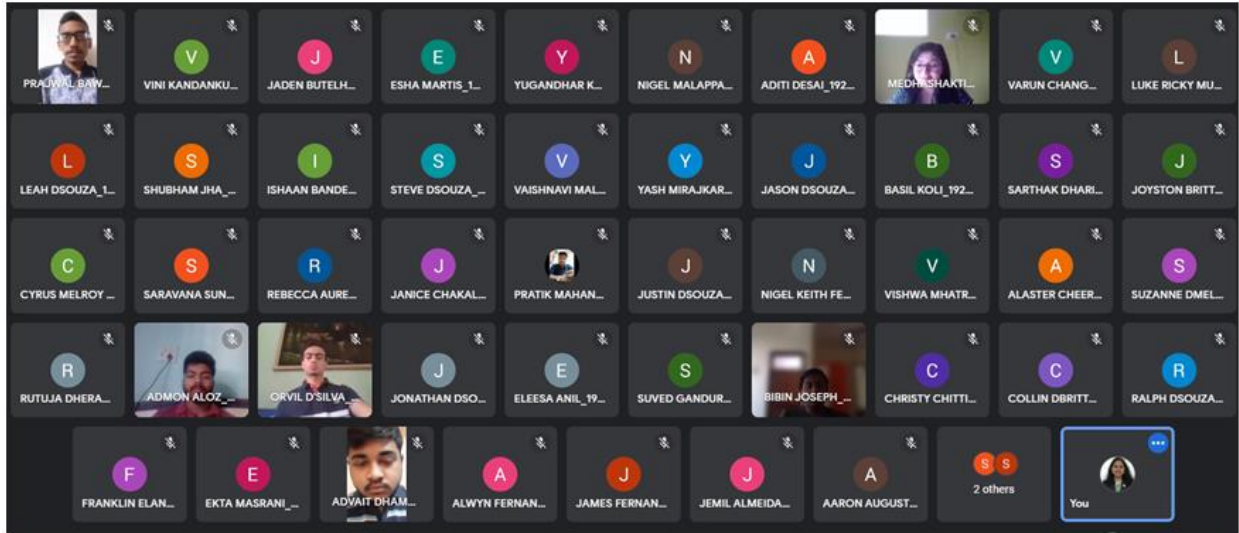 PRAJWAL BAW...
V
VINI KANDANKU...
J
JADEN BUTELH...
E
ESHA MARTIS_1...
Y
YUGANDHAR K...
N
NIGEL MALAPPA...
A
ADITI DESAI_192...
MEDHASHAKTI...
V
VARUN CHANG...
L
LUKE RICKY MU...
L
LEAH DSOUZA_1...
S
SHUBHAM JHA_...
I
ISHAAN BANDE...
S
STEVE DSOUZA_...
V
VAISHNAVI MAL...
Y
YASH MIRAJKAR...
J
JASON DSOUZA...
B
BASIL KOLI_192...
S
SARTHAK DHARI...
J
JOYSTON BRITT...
C
CYRUS MELROY ...
S
SARAVANA SUN...
R
REBECCA AURE...
J
JANICE CHAKAL...
PRATIK MAHAN...
J
JUSTIN DSOUZA...
N
NIGEL KEITH FE...
V
VISHWA MHATR...
A
ALASTER CHEER...
S
SUZANNE DMEL...
R
RUTUJA DHERA...
ADMON ALOZ_...
ORVIL D'SILVA_...
J
JONATHAN DSO...
E
ELEESA ANIL_19...
S
SUVED GANDUR...
BIBIN JOSEPH_...
C
CHRISTY CHITTI...
C
COLLIN DBRITT...
R
RALPH DSOUZA...
F
FRANKLIN ELAN...
E
EKTA MASRANI_...
ADVAIT DHAM...
A
ALWYN FERNAN...
J
JAMES FERNAN...
J
JEMIL ALMEIDA...
A
AARON AUGUST...
S S
2 others
You